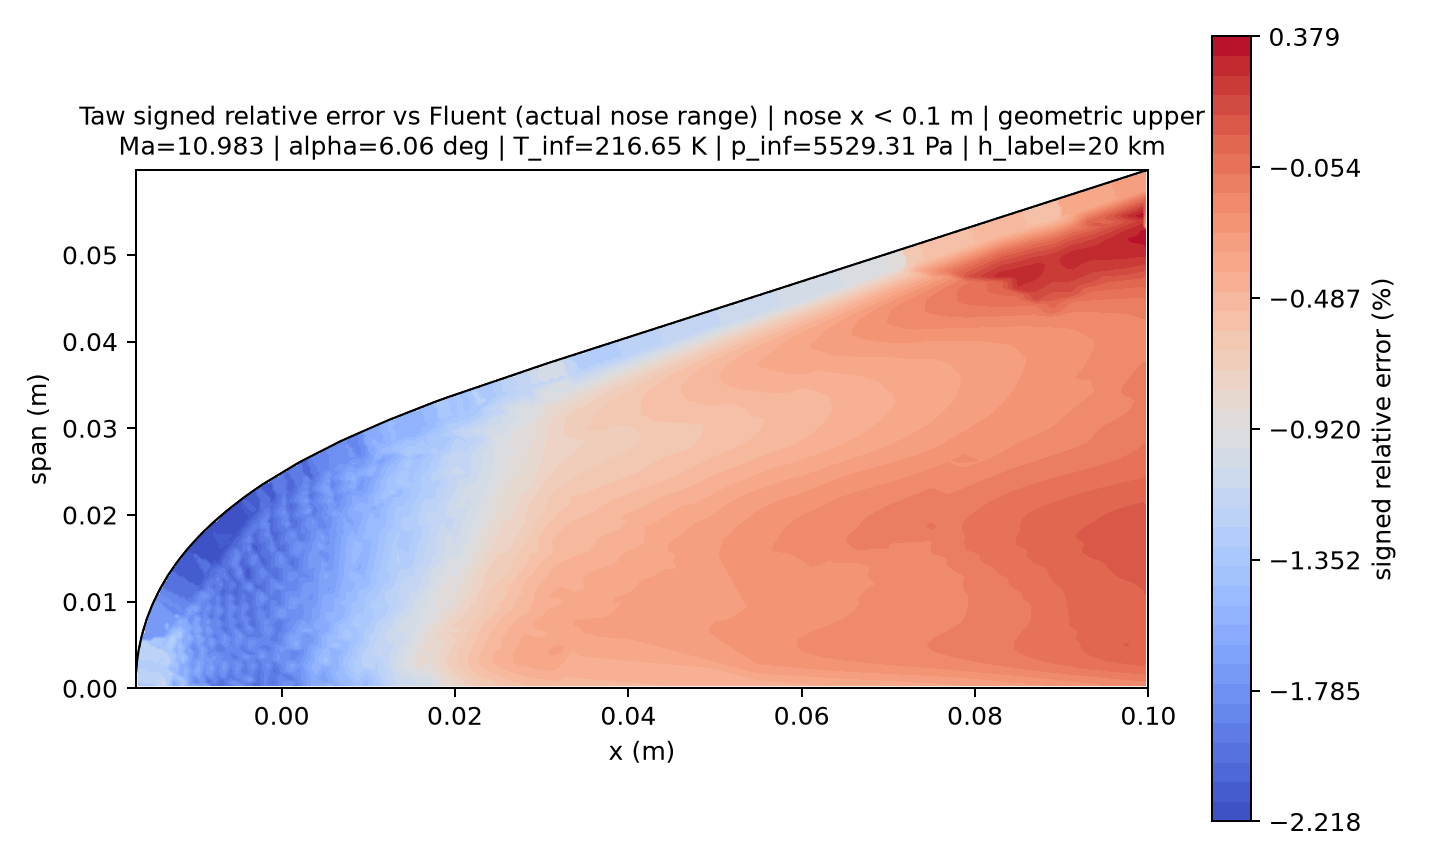 Taw signed relative error vs Fluent (actual nose range) | nose x < 0.1 m | geometric upper
Ma=10.983 | alpha=6.06 deg | T_inf=216.65 K | p_inf=5529.31 Pa | h_label=20 km
0.05
0.04
0.03
0.02
0.01
0.00
span (m)
0.00 0.02 0.04 0.06 0.08 0.10
x (m)
0.379
−0.054
−0.487
−0.920
−1.352
−1.785
−2.218
signed relative error (%)